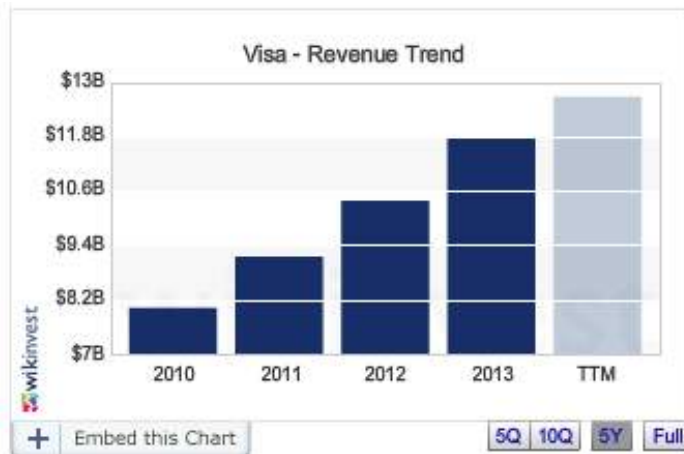 Visa - Revenue Trend
$13B
$11.8B
$10.6B
$9.4B
$8.2B
$7B
2010 2011 2012 2013 TTM
wikinvest
+ Embed this Chart 5Q 10Q 5Y Full